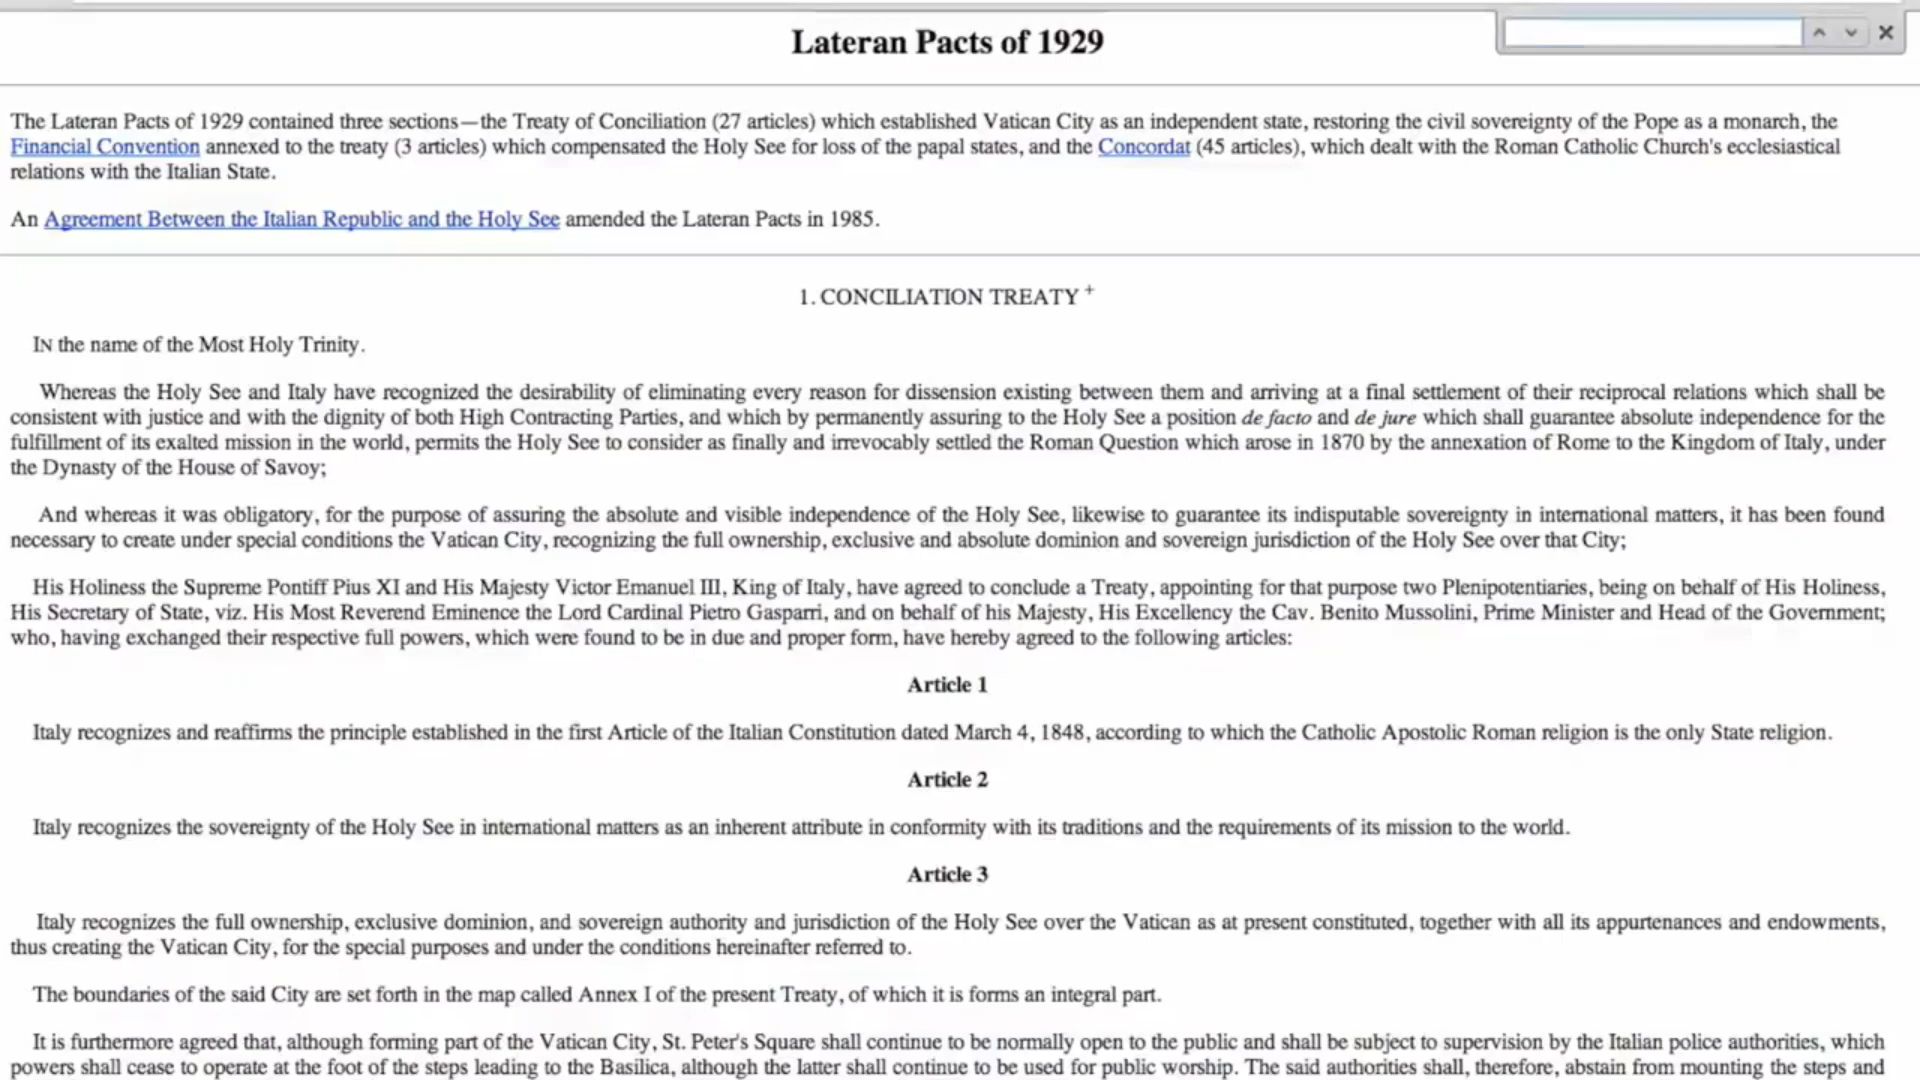 Lateran Pacts of 1929
The Lateran Pacts of 1929 contained three sections—the Treaty of Conciliation (27 articles) which established Vatican City as an independent state, restoring the civil sovereignty of the Pope as a monarch, the
Financial Convention annexed to the treaty (3 articles) which compensated the Holy See for loss of the papal states, and the Concordat (45 articles), which dealt with the Roman Catholic Church's ecclesiastical
relations with the Italian State.
An Agreement Between the Italian Republic and the Holy See amended the Lateran Pacts in 1985.
1. CONCILIATION TREATY +
IN the name of the Most Holy Trinity.
Whereas the Holy See and Italy have recognized the desirability of eliminating every reason for dissension existing between them and arriving at a final settlement of their reciprocal relations which shall be
consistent with justice and with the dignity of both High Contracting Parties, and which by permanently assuring to the Holy See a position de facto and de jure which shall guarantee absolute independence for the
fulfillment of its exalted mission in the world, permits the Holy See to consider as finally and irrevocably settled the Roman Question which arose in 1870 by the annexation of Rome to the Kingdom of Italy, under
the Dynasty of the House of Savoy;
And whereas it was obligatory, for the purpose of assuring the absolute and visible independence of the Holy See, likewise to guarantee its indisputable sovereignty in international matters, it has been found
necessary to create under special conditions the Vatican City, recognizing the full ownership, exclusive and absolute dominion and sovereign jurisdiction of the Holy See over that City;
His Holiness the Supreme Pontiff Pius XI and His Majesty Victor Emanuel III, King of Italy, have agreed to conclude a Treaty, appointing for that purpose two Plenipotentiaries, being on behalf of His Holiness,
His Secretary of State, viz. His Most Reverend Eminence the Lord Cardinal Pietro Gasparri, and on behalf of his Majesty, His Excellency the Cav. Benito Mussolini, Prime Minister and Head of the Government;
who, having exchanged their respective full powers, which were found to be in due and proper form, have hereby agreed to the following articles:
Article 1
Italy recognizes and reaffirms the principle established in the first Article of the Italian Constitution dated March 4, 1848, according to which the Catholic Apostolic Roman religion is the only State religion.
Article 2
Italy recognizes the sovereignty of the Holy See in international matters as an inherent attribute in conformity with its traditions and the requirements of its mission to the world.
Article 3
Italy recognizes the full ownership, exclusive dominion, and sovereign authority and jurisdiction of the Holy See over the Vatican as at present constituted, together with all its appurtenances and endowments,
thus creating the Vatican City, for the special purposes and under the conditions hereinafter referred to.
The boundaries of the said City are set forth in the map called Annex I of the present Treaty, of which it is forms an integral part.
It is furthermore agreed that, although forming part of the Vatican City, St. Peter's Square shall continue to be normally open to the public and shall be subject to supervision by the Italian police authorities, which
powers shall cease to operate at the foot of the steps leading to the Basilica, although the latter shall continue to be used for public worship. The said authorities shall, therefore, abstain from mounting the steps and